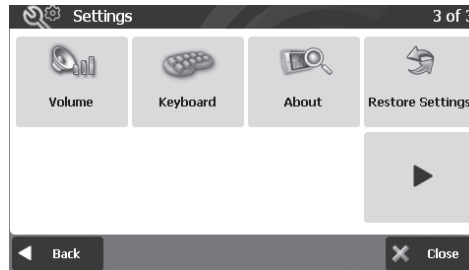 Settings
3 of 3
Volume
Keyboard
About
Restore Settings
Back
Close